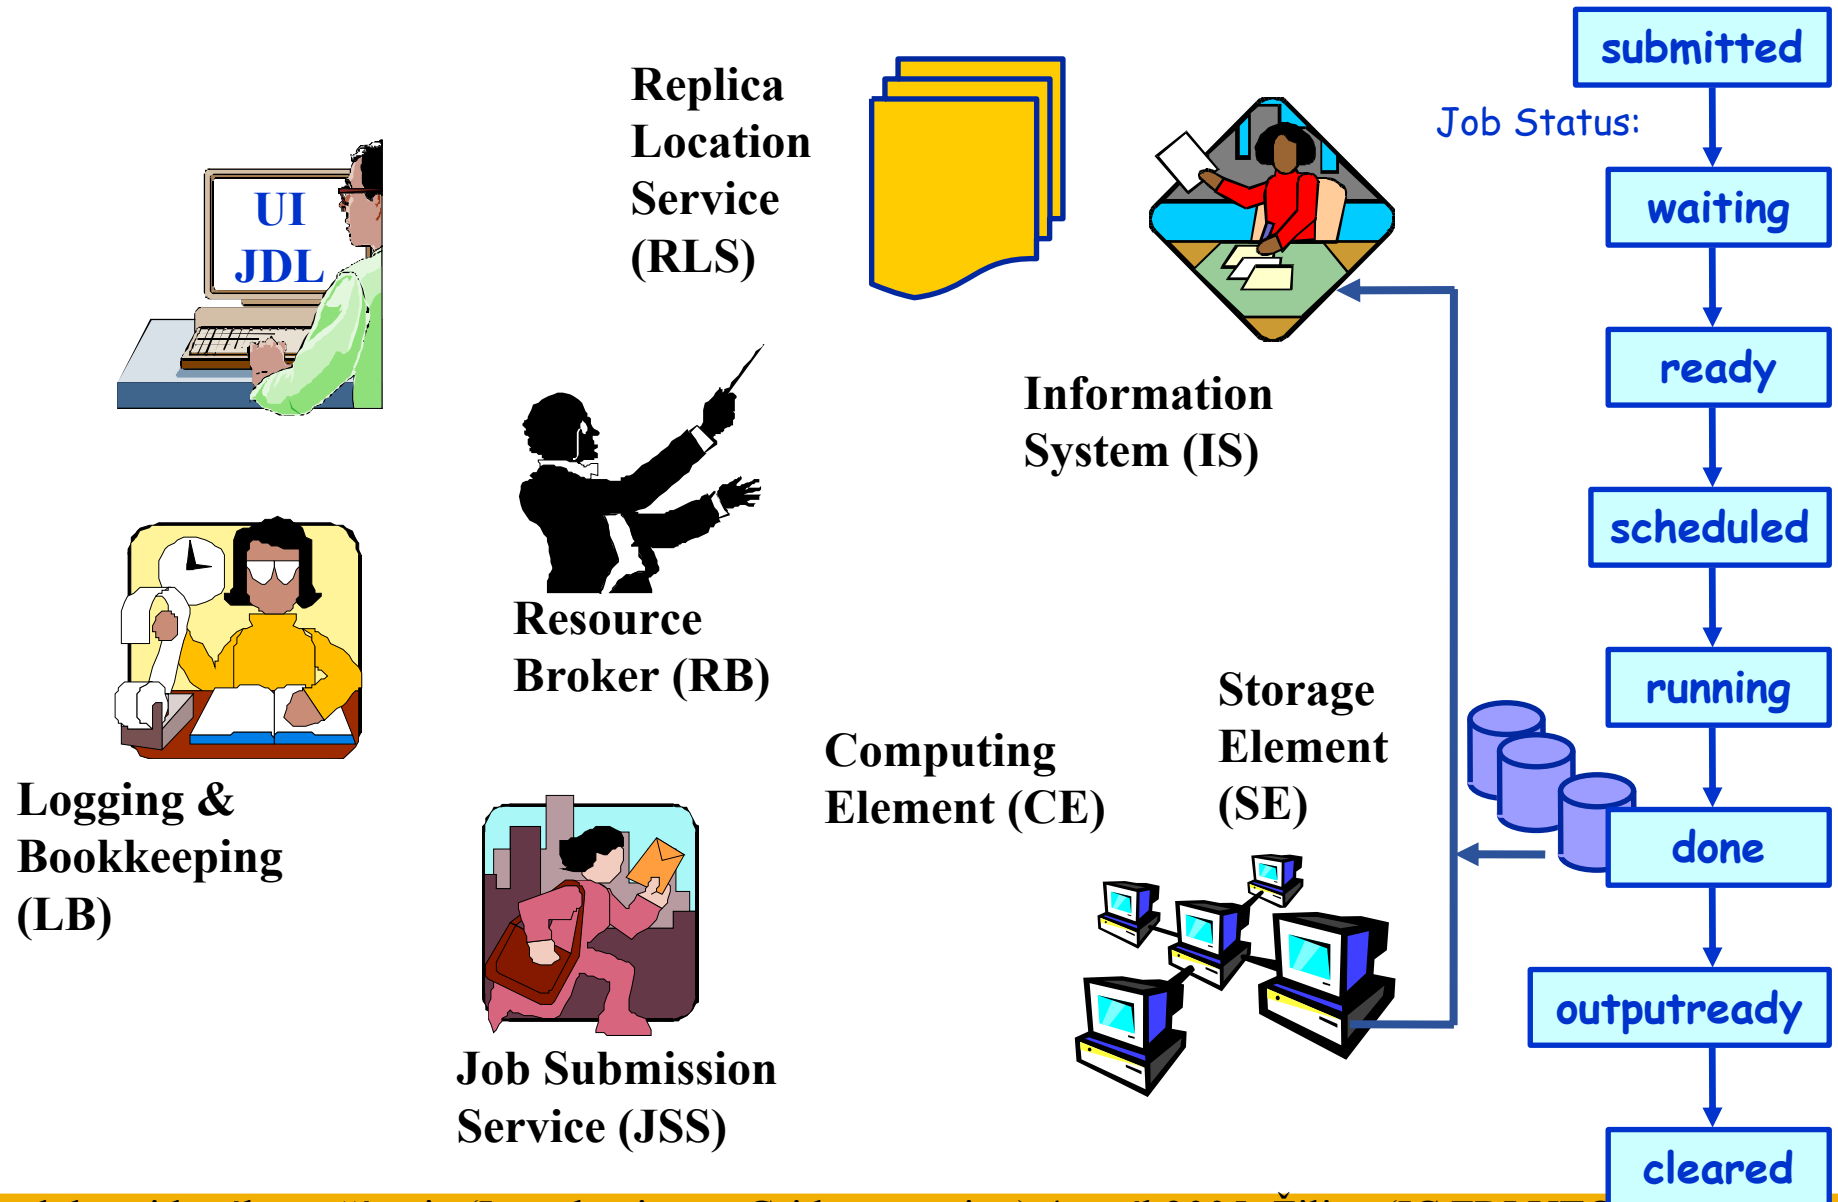 submitted
Job Status:
waiting
ready
scheduled
running
done
outputready
cleared
Replica
Location
Service
(RLS)
UI
JDL
Information
System (IS)
Resource
Broker (RB)
Storage
Element
(SE)
Computing
Element (CE)
Logging &
Bookkeeping
(LB)
Job Submission
Service (JSS)